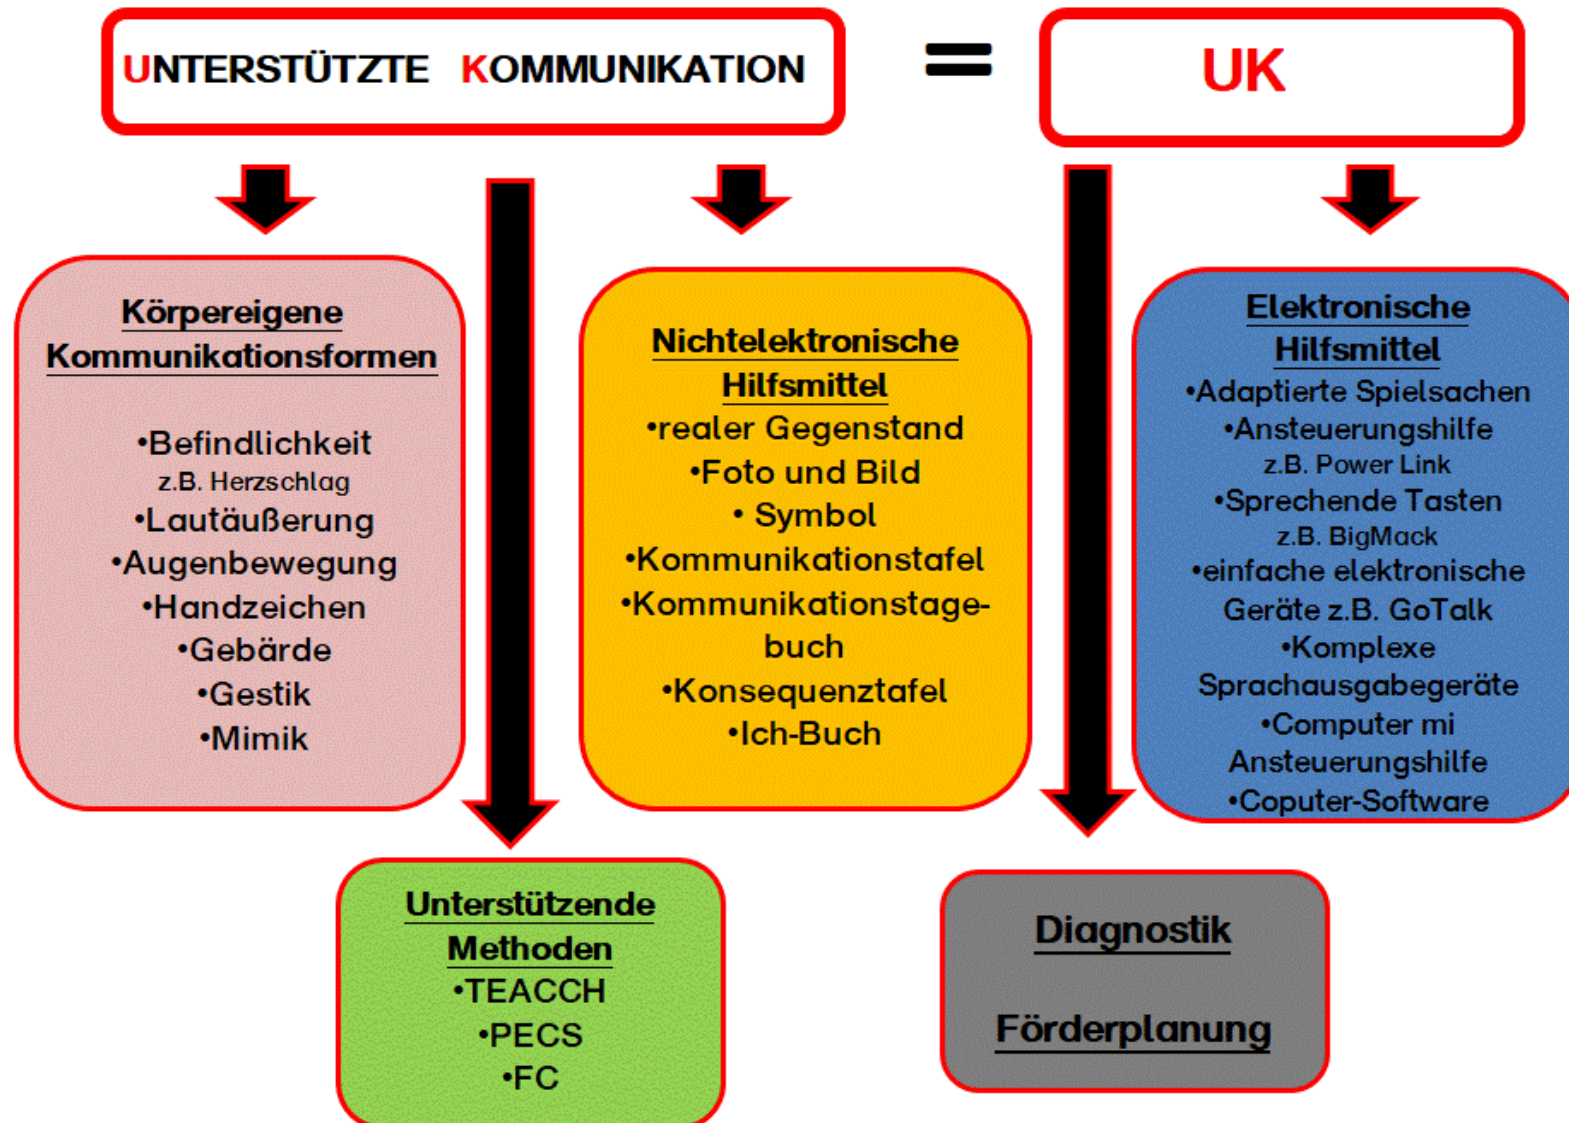 UNTERSTÜTZTE KOMMUNIKATION
=
UK
Körpereigene
Kommunikationsformen
•Befindlichkeit
z.B. Herzschlag
•Lautäußerung
•Augenbewegung
•Handzeichen
•Gebärde
•Gestik
•Mimik
Nichtelektronische
Hilfsmittel
•realer Gegenstand
•Foto und Bild
• Symbol
•Kommunikationstafel
•Kommunikationstage-
buch
•Konsequenztafel
•Ich-Buch
Elektronische
Hilfsmittel
•Adaptierte Spielsachen
•Ansteuerungshilfe
z.B. Power Link
•Sprechende Tasten
z.B. BigMack
•einfache elektronische
Geräte z.B. GoTalk
•Komplexe
Sprachausgabegeräte
•Computer mi
Ansteuerungshilfe
•Coputer-Software
Unterstützende
Methoden
•TEACCH
•PECS
•FC
Diagnostik
Förderplanung